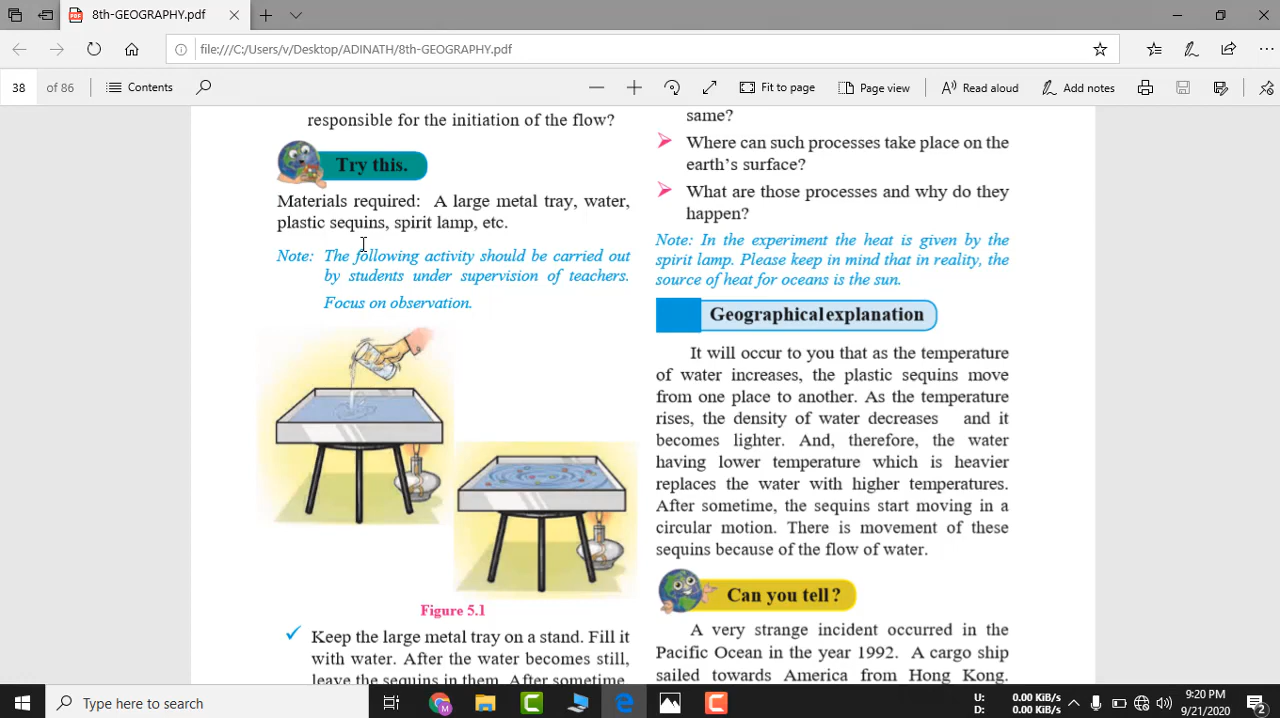 8th-GEOGRAPHY.pdf
file:///C:/Users/v/Desktop/ADINATH/8th-GEOGRAPHY.pdf
38 of 86
Contents
Fit to page
Page view
Read aloud
Add notes
responsible for the initiation of the flow?
Try this.
Materials required: A large metal tray, water,
plastic sequins, spirit lamp, etc.
Note: The following activity should be carried out
by students under supervision of teachers.
Focus on observation.
Figure 5.1
Keep the large metal tray on a stand. Fill it
with water. After the water becomes still,
leave the sequins in them. After sometime,
same?
Where can such processes take place on the
earth's surface?
What are those processes and why do they
happen?
Note: In the experiment the heat is given by the
spirit lamp. Please keep in mind that in reality, the
source of heat for oceans is the sun.
Geographical explanation
It will occur to you that as the temperature
of water increases, the plastic sequins move
from one place to another. As the temperature
rises, the density of water decreases and it
becomes lighter. And, therefore, the water
having lower temperature which is heavier
replaces the water with higher temperatures.
After sometime, the sequins start moving in a
circular motion. There is movement of these
sequins because of the flow of water.
Can you tell ?
A very strange incident occurred in the
Pacific Ocean in the year 1992. A cargo ship
sailed towards America from Hong Kong.
Type here to search
U: 0.00 KiB/s
D: 0.00 KiB/s
9:20 PM
9/21/2020
2